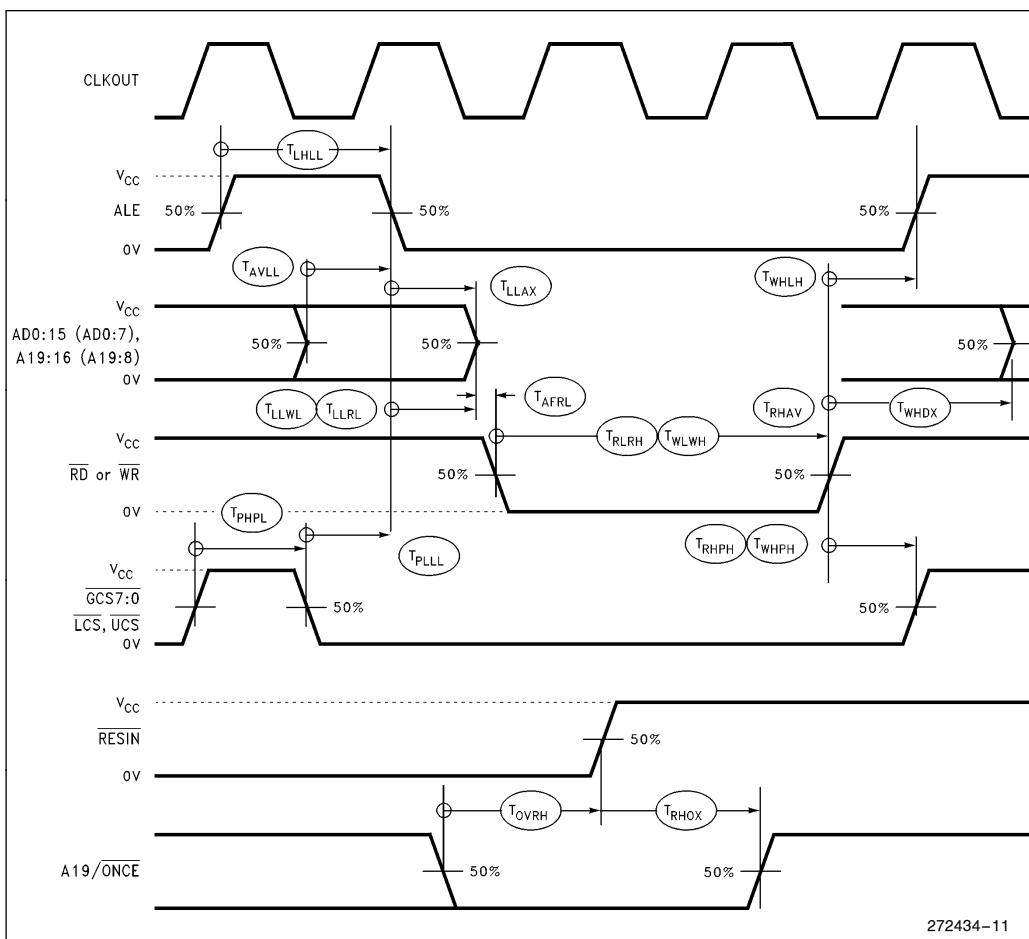 CLKOUT
T_LHLL
V_CC
ALE
50%
50%
50%
0V
T_AVLL
T_LLAX
T_WHLH
V_CC
AD0:15 (AD0:7),
A19:16 (A19:8)
50%
50%
50%
0V
T_LLWL T_LLRL
T_AFRL
T_RHAV
T_WHDX
V_CC
T_RLRH T_WLWH
RD or WR
50%
50%
0V
T_PHPL
T_PLLL
T_RHPH T_WHPH
V_CC
GCS7:0
LCS, UCS
50%
50%
0V
V_CC
RESIN
50%
0V
T_OVRH
T_RHOX
A19/ONCE
50%
50%
272434-11